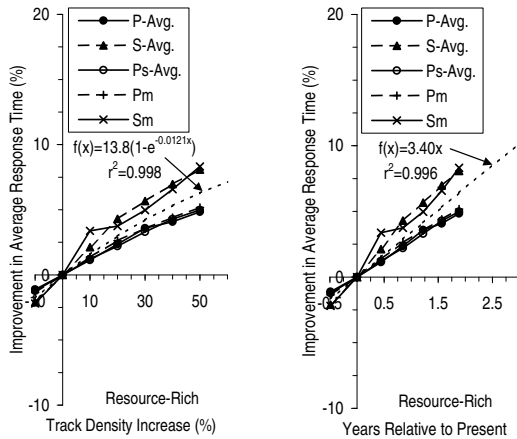 Improvement in Average Response Time (%)
20
10
0
-10
P-Avg.
S-Avg.
Ps-Avg.
Pm
Sm
f(x)=13.8(1-e^-0.0121x)
r²=0.998
10
30
50
Resource-Rich
Track Density Increase (%)
Improvement in Average Response Time (%)
20
10
0
-10
P-Avg.
S-Avg.
Ps-Avg.
Pm
Sm
f(x)=3.40x
r²=0.996
-0.5
0.5
1.5
2.5
Resource-Rich
Years Relative to Present